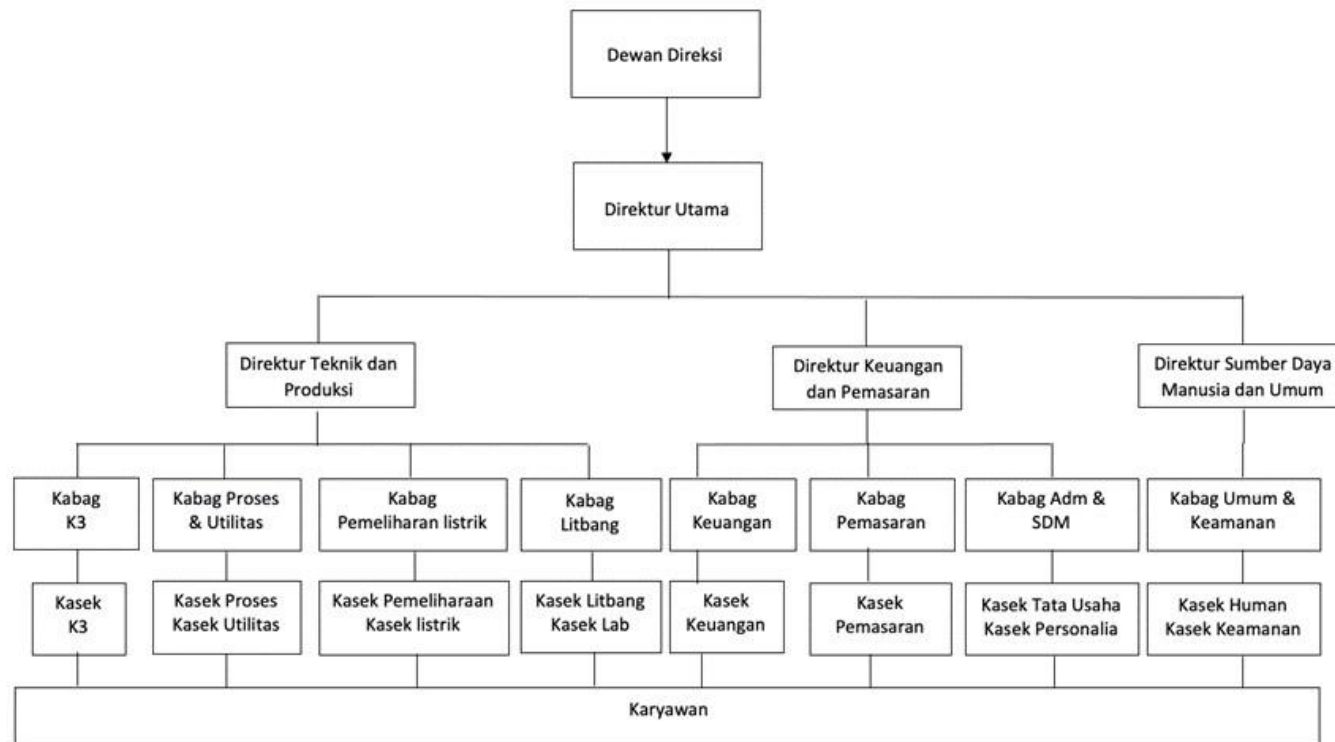 Dewan Direksi
Direktur Utama
Direktur Teknik dan
Produksi
Direktur Keuangan
dan Pemasaran
Direktur Sumber Daya
Manusia dan Umum
Kabag
K3
Kabag Proses
& Utilitas
Kabag
Pemeliharan listrik
Kabag
Litbang
Kabag
Keuangan
Kabag
Pemasaran
Kabag Adm &
SDM
Kabag Umum &
Keamanan
Kasek
K3
Kasek Proses
Kasek Utilitas
Kasek Pemeliharaan
Kasek listrik
Kasek Litbang
Kasek Lab
Kasek
Keuangan
Kasek
Pemasaran
Kasek Tata Usaha
Kasek Personalia
Kasek Human
Kasek Keamanan
Karyawan